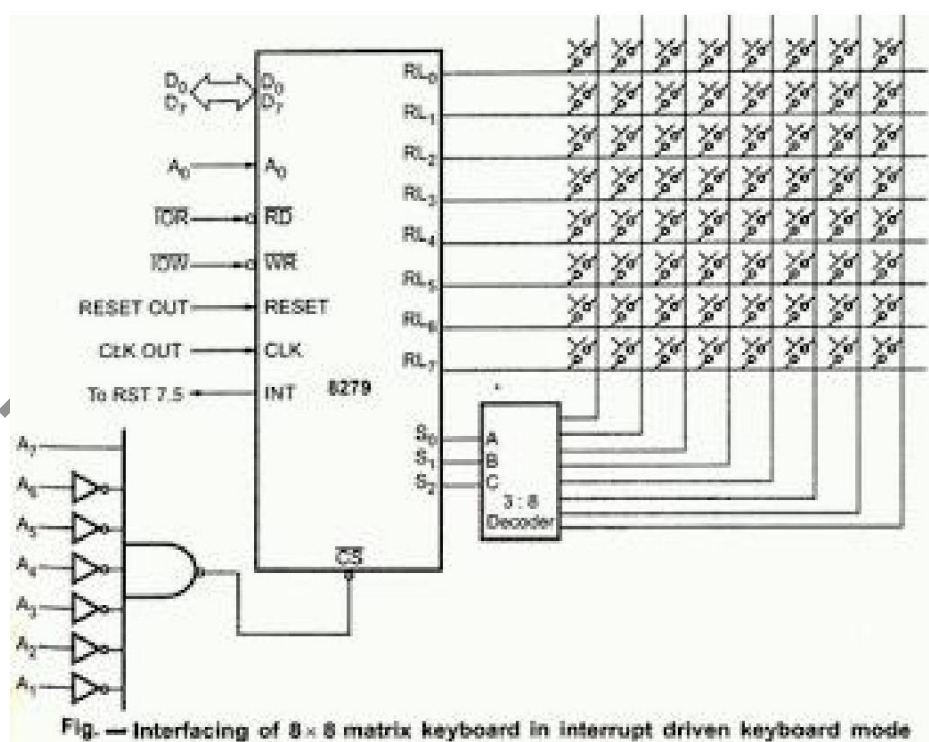 D₀ D₀
D₇ D₇
A₀ A₀
IOR RD
IOW WR
RESET OUT RESET
CLK OUT CLK
To RST 7.5 INT
8279
CS
RL₀
RL₁
RL₂
RL₃
RL₄
RL₅
RL₆
RL₇
S₀ A
S₁ B
S₂ C
3 : 8
Decoder
A₇
A₆
A₅
A₄
A₃
A₂
A₁
Fig. — Interfacing of 8 × 8 matrix keyboard in interrupt driven keyboard mode